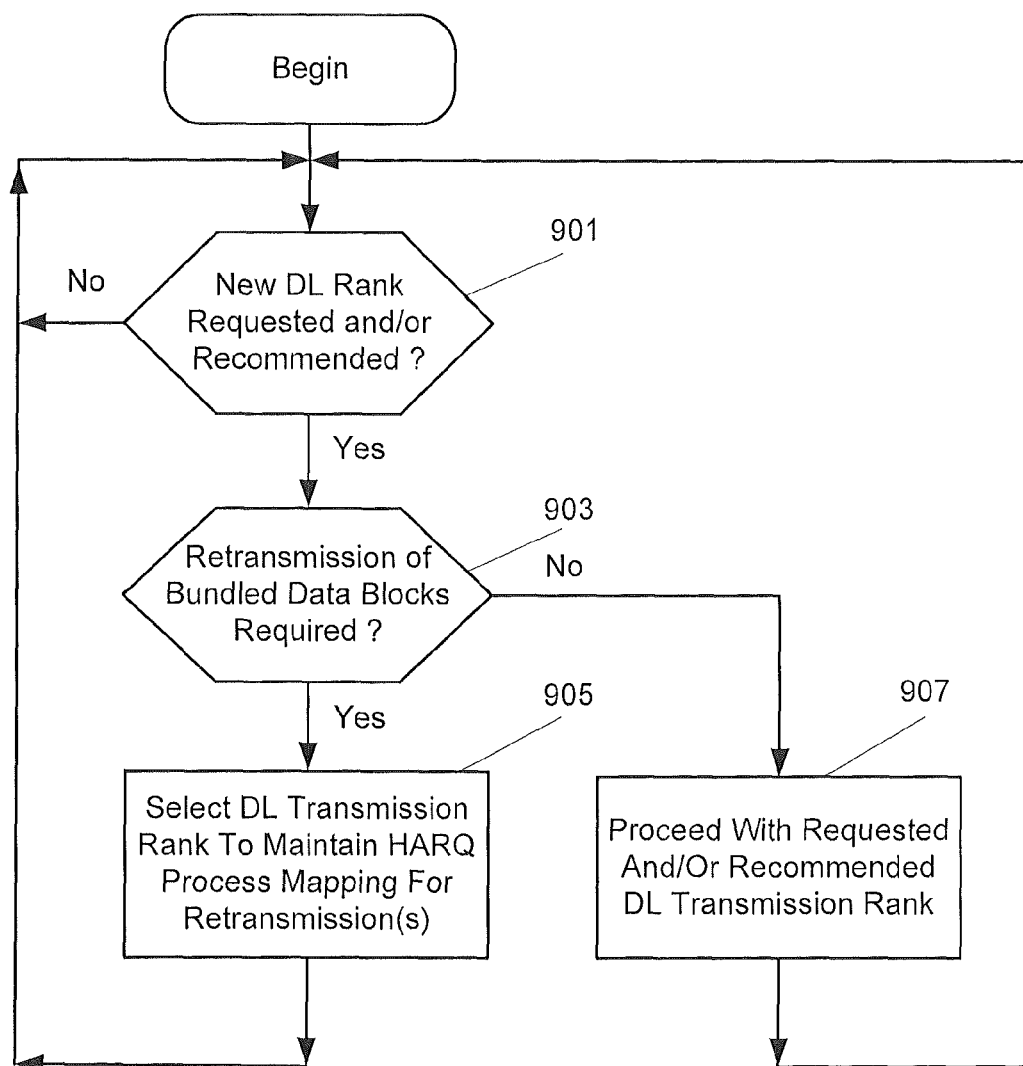 Begin
901
No
New DL Rank
Requested and/or
Recommended ?
Yes
903
Retransmission of
Bundled Data Blocks
Required ?
No
Yes
905
907
Select DL Transmission
Rank To Maintain HARQ
Process Mapping For
Retransmission(s)
Proceed With Requested
And/Or Recommended
DL Transmission Rank